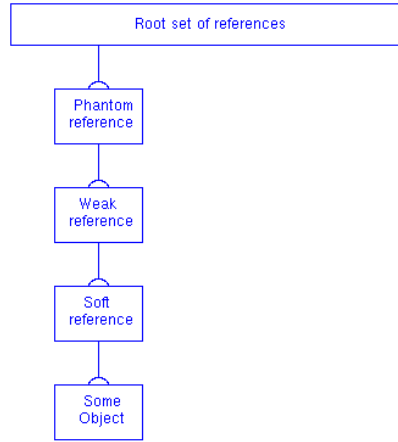 Root set of references
Phantom
reference
Weak
reference
Soft
reference
Some
Object